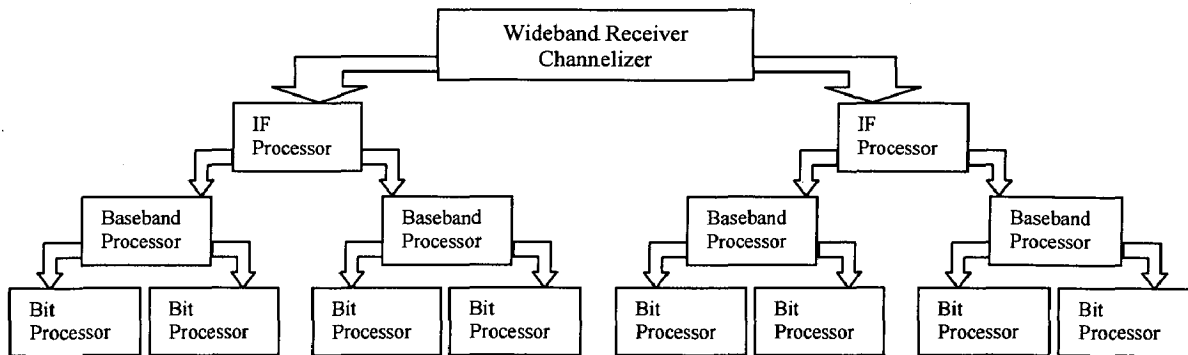 Wideband Receiver
Channelizer
IF
Processor
IF
Processor
Baseband
Processor
Baseband
Processor
Baseband
Processor
Baseband
Processor
Bit
Processor
Bit
Processor
Bit
Processor
Bit
Processor
Bit
Processor
Bit
Processor
Bit
Processor
Bit
Processor